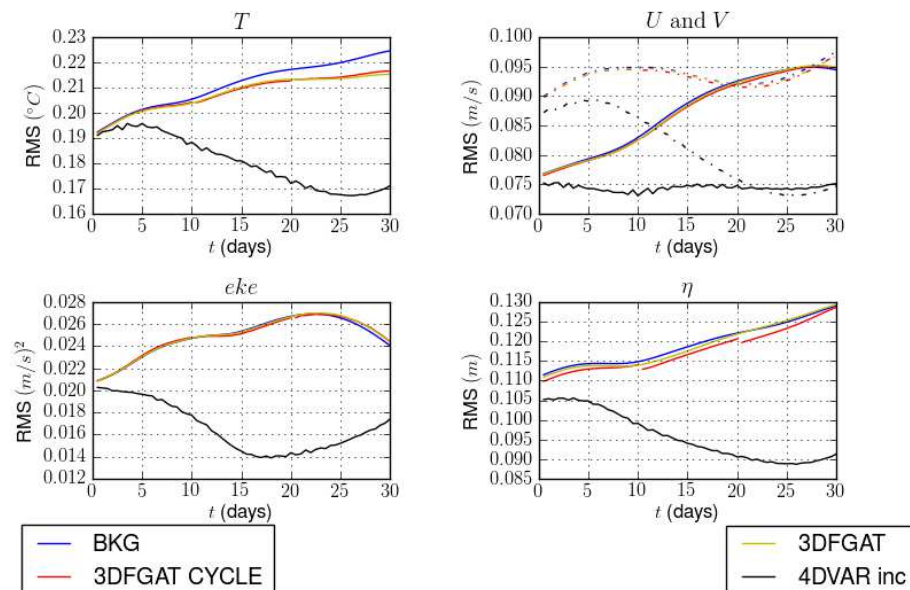 T
0.23
0.22
0.21
0.20
0.19
0.18
0.17
0.16
RMS (°C)
0 5 10 15 20 25 30
t (days)
U and V
0.100
0.095
0.090
0.085
0.080
0.075
0.070
RMS (m/s)
0 5 10 15 20 25 30
t (days)
eke
0.028
0.026
0.024
0.022
0.020
0.018
0.016
0.014
0.012
RMS (m/s)²
0 5 10 15 20 25 30
t (days)
η
0.130
0.125
0.120
0.115
0.110
0.105
0.100
0.095
0.090
0.085
RMS (m)
0 5 10 15 20 25 30
t (days)
BKG
3DFGAT CYCLE
3DFGAT
4DVAR inc